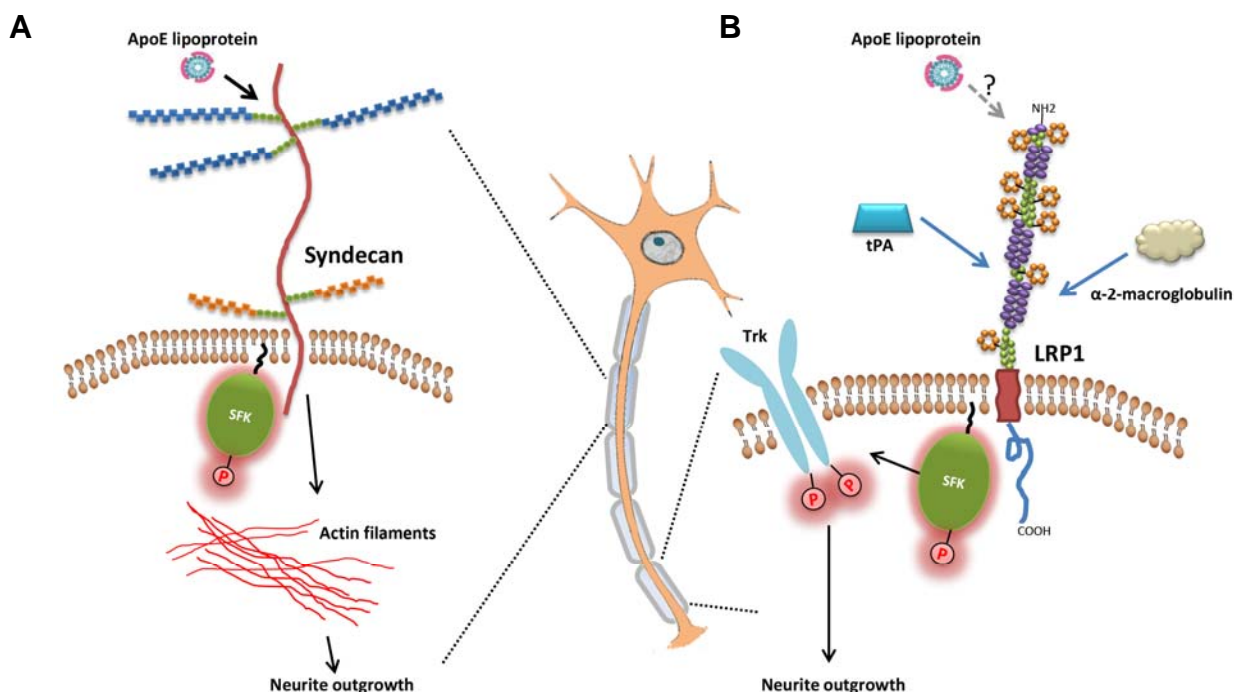 A
ApoE lipoprotein
Syndecan
SFK
P
Actin filaments
Neurite outgrowth
B
ApoE lipoprotein
?
NH2
tPA
α-2-macroglobulin
Trk
LRP1
P
P
SFK
P
COOH
Neurite outgrowth